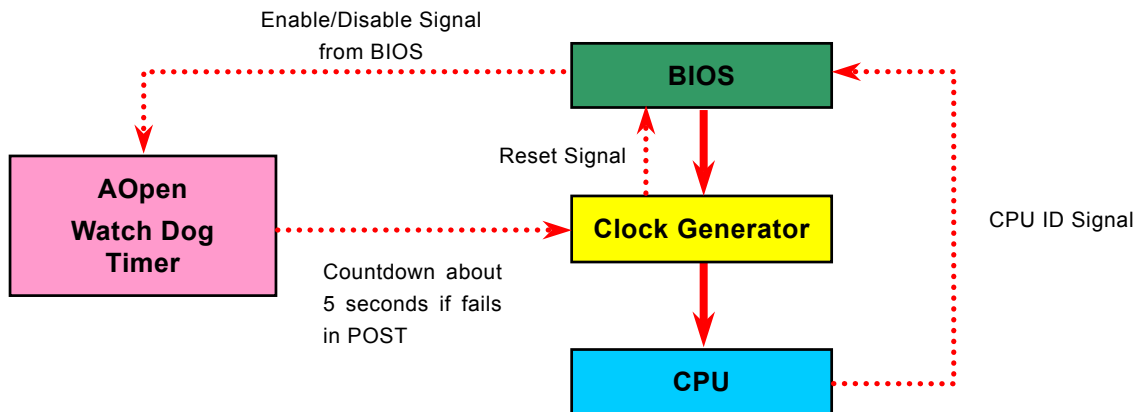 Enable/Disable Signal
from BIOS
BIOS
Reset Signal
AOpen
Watch Dog
Timer
Clock Generator
CPU ID Signal
Countdown about
5 seconds if fails
in POST
CPU